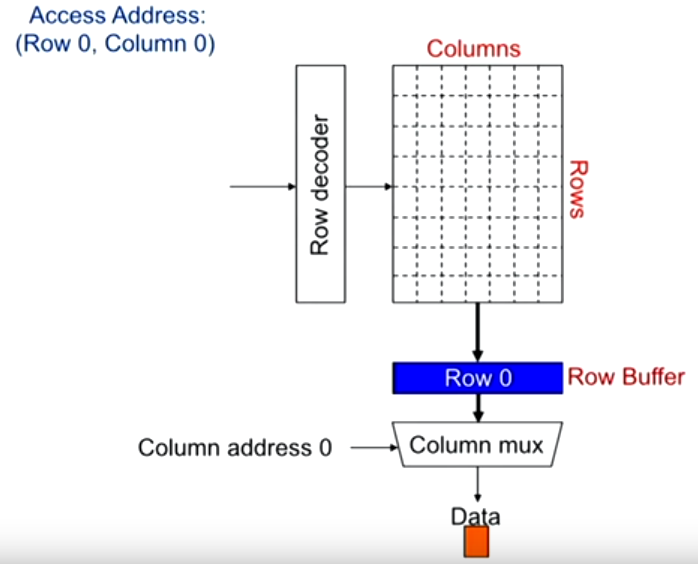 Access Address:
(Row 0, Column 0)
Columns
Row decoder
Rows
Row 0
Row Buffer
Column address 0
Column mux
Data